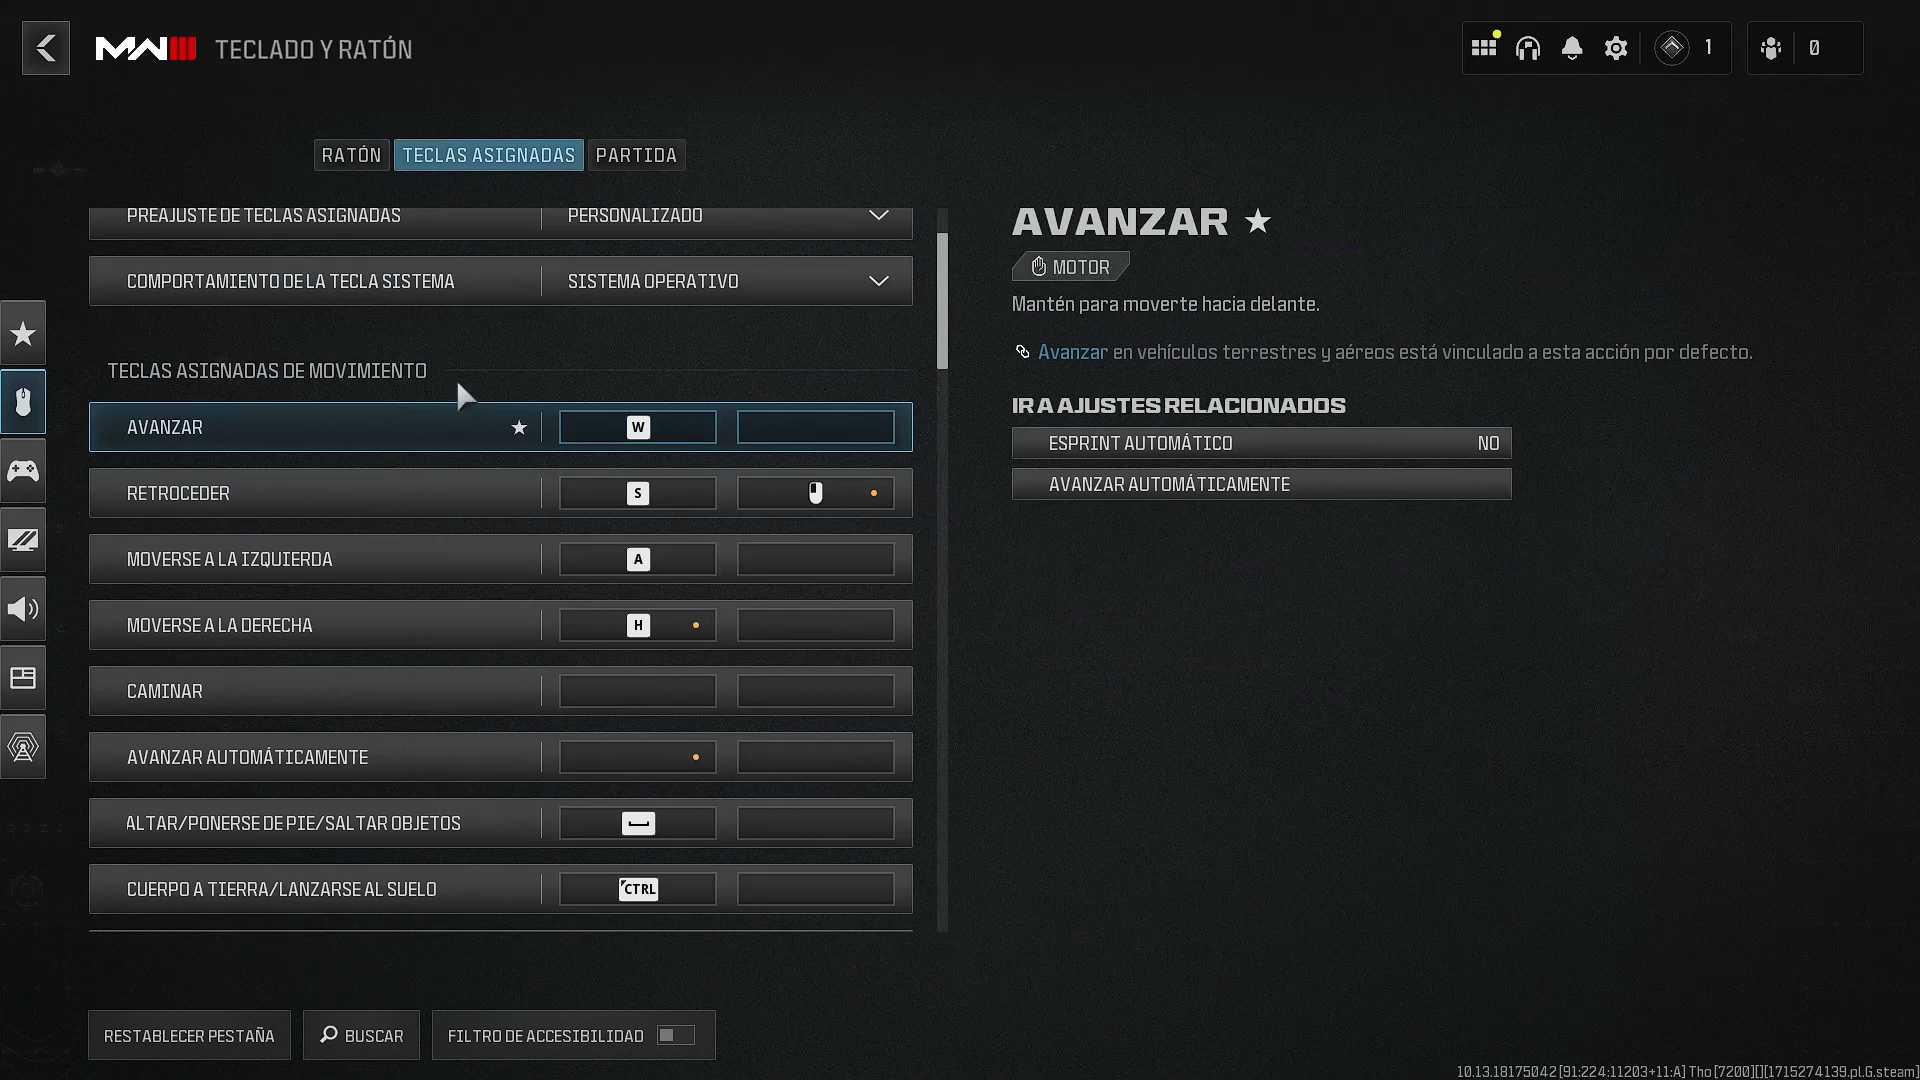 MWIII TECLADO Y RATÓN
1
0
RATÓN
TECLAS ASIGNADAS
PARTIDA
PREAJUSTE DE TECLAS ASIGNADAS
PERSONALIZADO
COMPORTAMIENTO DE LA TECLA SISTEMA
SISTEMA OPERATIVO
TECLAS ASIGNADAS DE MOVIMIENTO
AVANZAR
W
RETROCEDER
S
MOVERSE A LA IZQUIERDA
A
MOVERSE A LA DERECHA
H
CAMINAR
AVANZAR AUTOMÁTICAMENTE
ALTAR/PONERSE DE PIE/SALTAR OBJETOS
CUERPO A TIERRA/LANZARSE AL SUELO
CTRL
AVANZAR
MOTOR
Mantén para moverte hacia delante.
Avanzar en vehículos terrestres y aéreos está vinculado a esta acción por defecto.
IR A AJUSTES RELACIONADOS
ESPRINT AUTOMÁTICO
NO
AVANZAR AUTOMÁTICAMENTE
RESTABLECER PESTAÑA
BUSCAR
FILTRO DE ACCESIBILIDAD
10.13.18175042 [91:224:11203+11:A] Tho [7200][][1715274139.pl.G.steam]